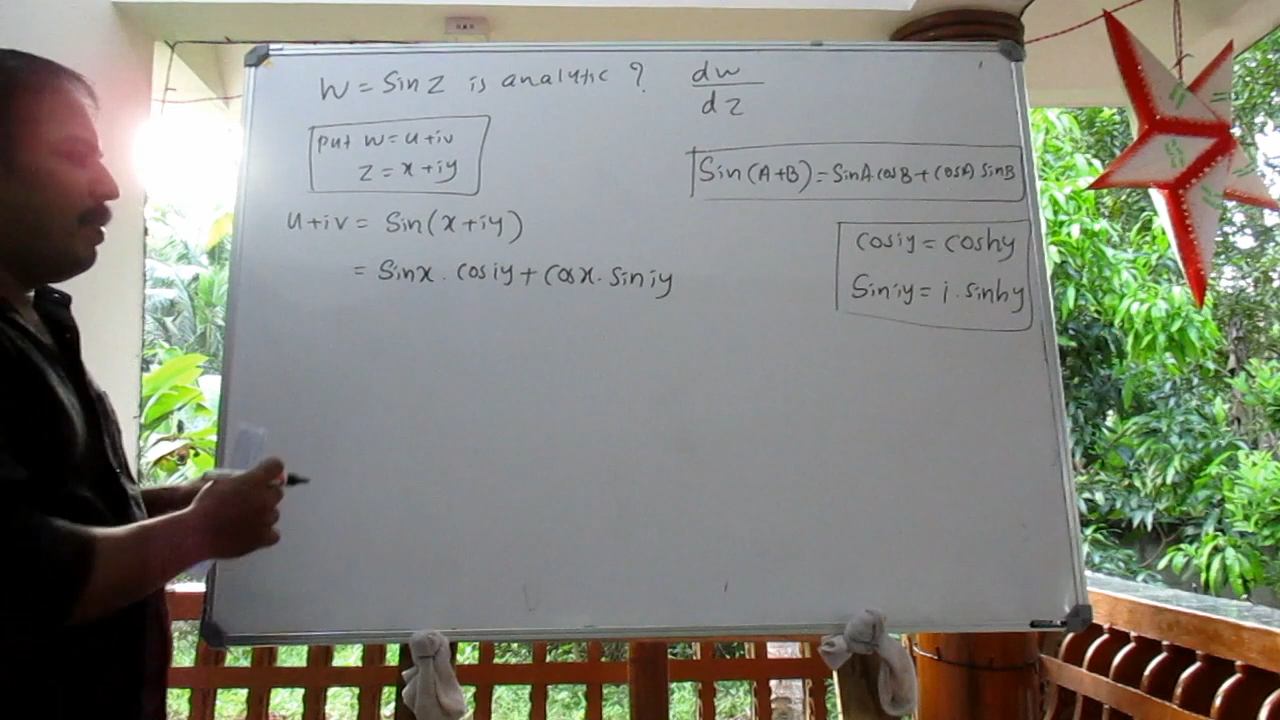 W = Sin Z is analytic ? dw/dz
Put W = u+iv
Z = x+iy
Sin(A+B) = SinA.cosB + cosA SinB
u+iv = Sin(x+iy)
= Sinx . cosiy + cosx . siniy
cosiy = coshy
Siniy = i . sinhy